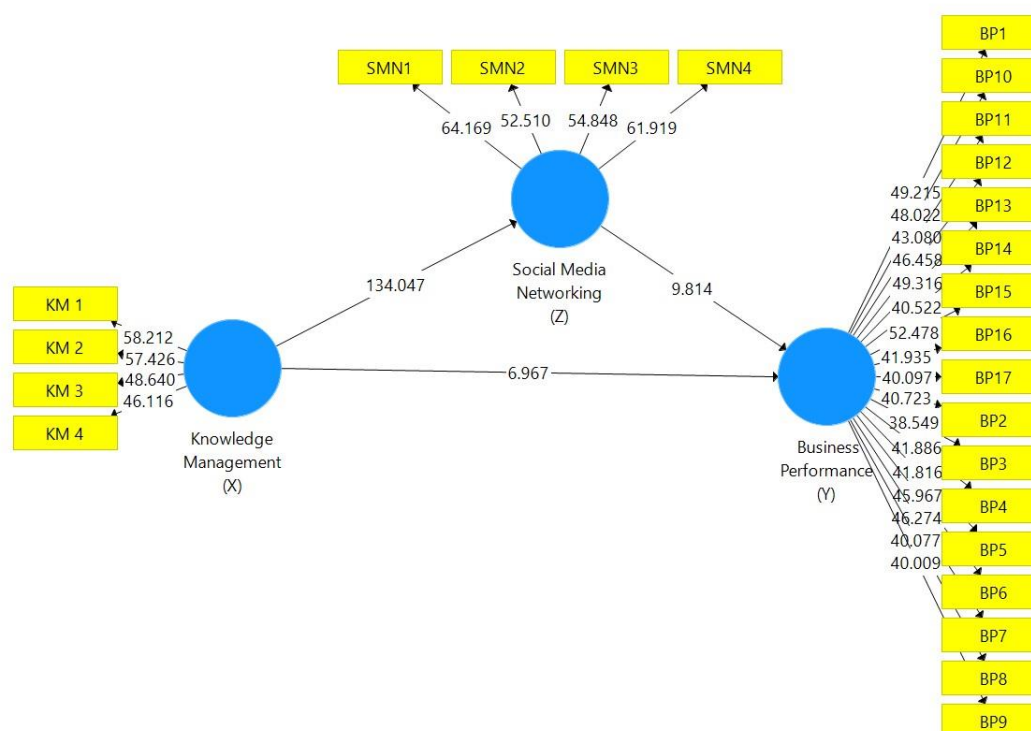 SMN1
SMN2
SMN3
SMN4
64.169
52.510
54.848
61.919
Social Media
Networking
(Z)
134.047
9.814
KM 1
KM 2
KM 3
KM 4
58.212
57.426
48.640
46.116
Knowledge
Management
(X)
6.967
Business
Performance
(Y)
49.215
48.022
43.080
46.458
49.316
40.522
52.478
41.935
40.097
40.723
38.549
41.886
41.816
45.967
46.274
40.077
40.009
BP1
BP10
BP11
BP12
BP13
BP14
BP15
BP16
BP17
BP2
BP3
BP4
BP5
BP6
BP7
BP8
BP9